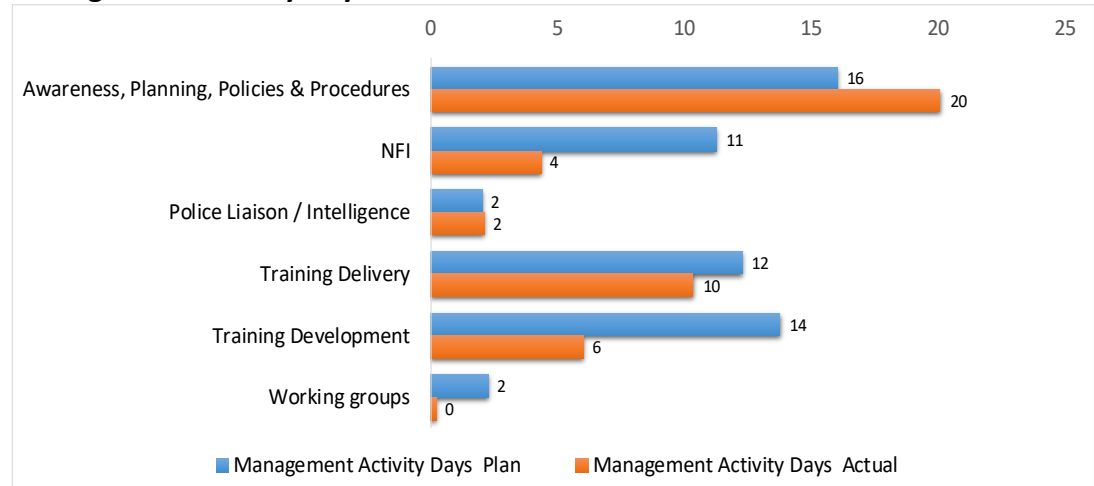 0 5 10 15 20 25
Awareness, Planning, Policies & Procedures 16
20
NFI 11
4
Police Liaison / Intelligence 2
2
Training Delivery 12
10
Training Development 14
6
Working groups 2
0
Management Activity Days Plan Management Activity Days Actual